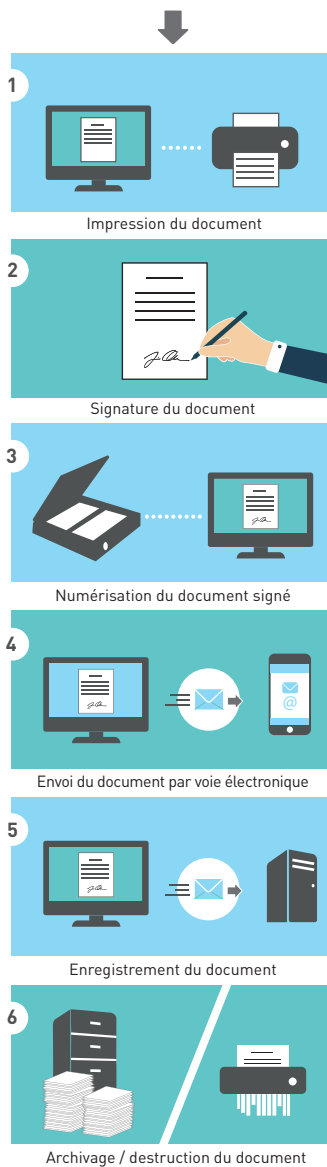 1
Impression du document
2
Signature du document
3
Numérisation du document signé
4
@
Envoi du document par voie électronique
5
Enregistrement du document
6
Archivage / destruction du document